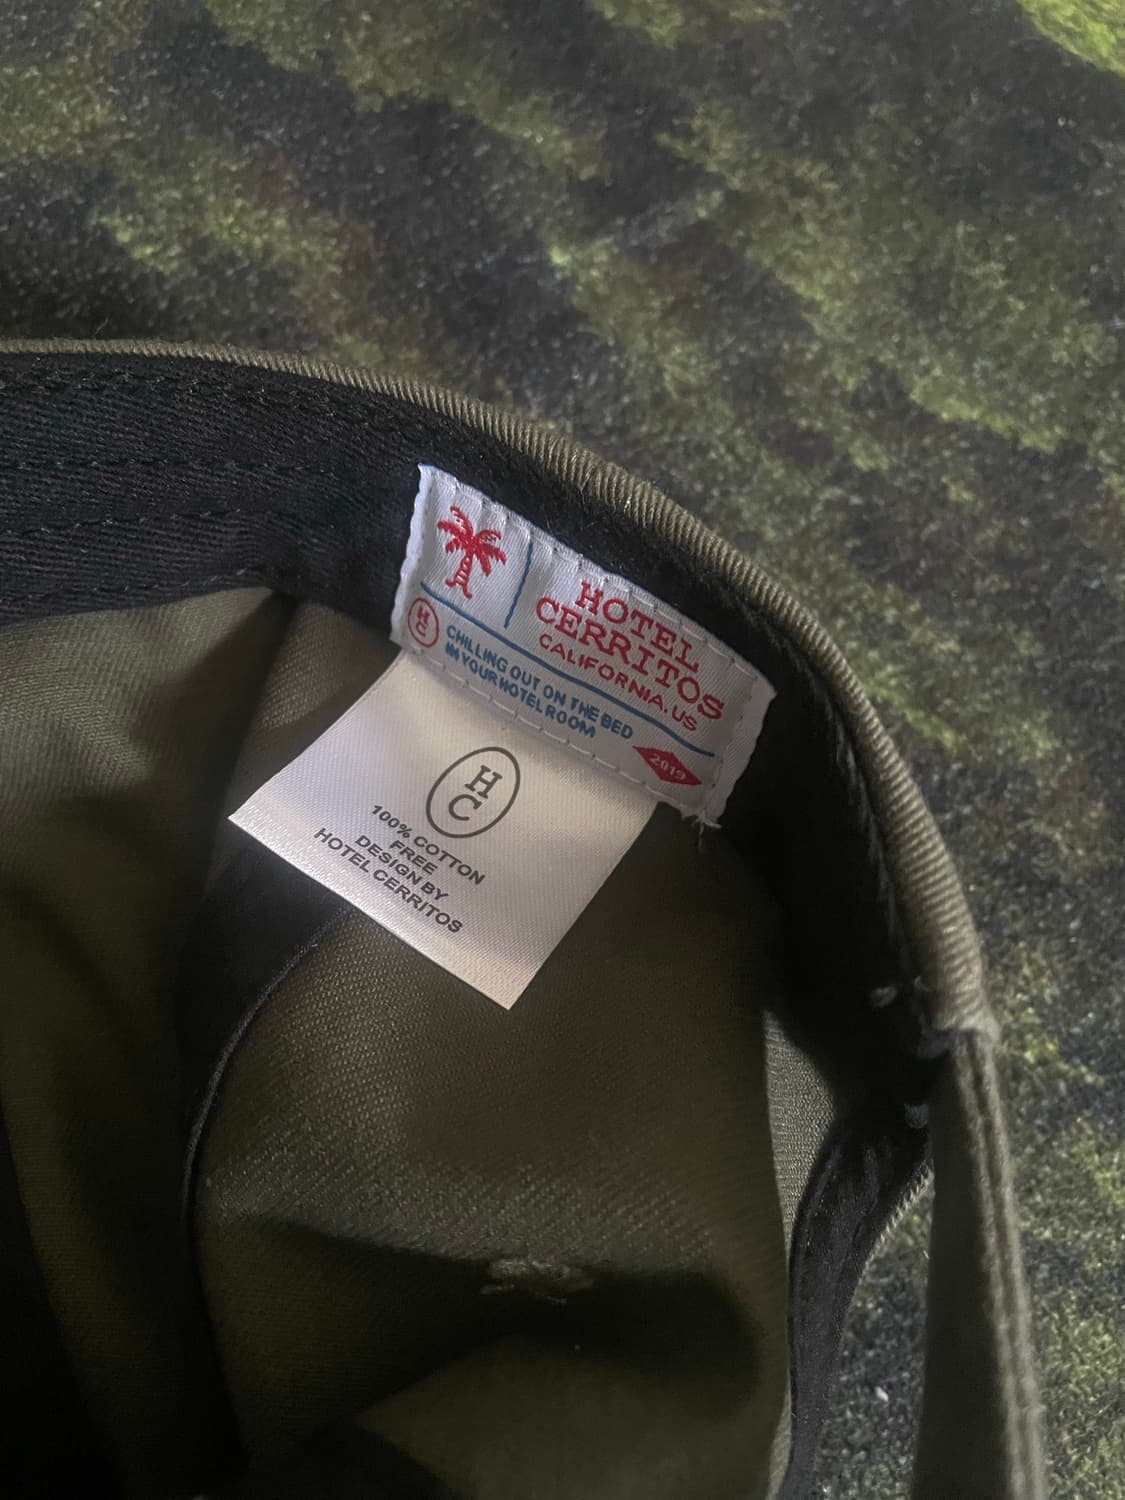 HOTEL
CERRITOS
CALIFORNIA, US
HC
CHILLING OUT ON THE BED
IN YOUR HOTEL ROOM
2019
H
C
100% COTTON
FREE
DESIGN BY
HOTEL CERRITOS